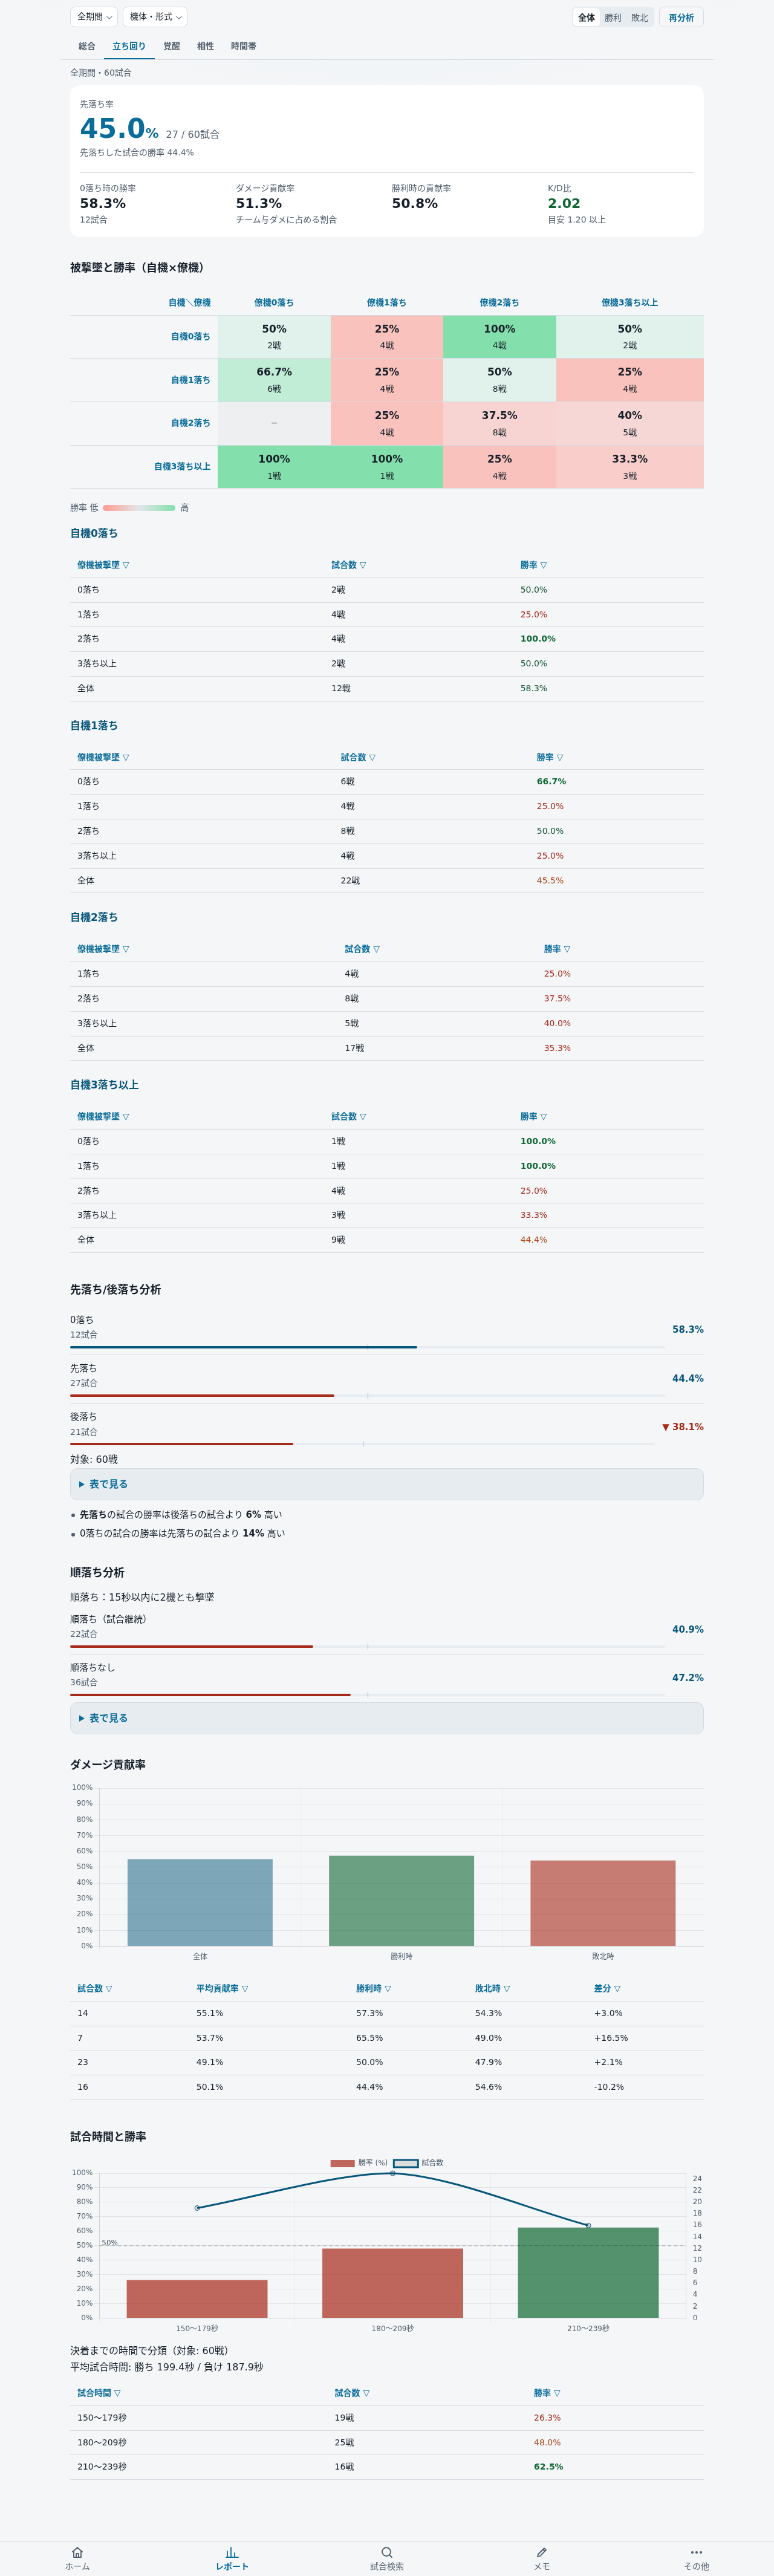 全期間 機体・形式 全体 勝利 敗北 再分析
総合 立ち回り 覚醒 相性 時間帯
全期間・60試合
先落ち率
45.0% 27 / 60試合
先落ちした試合の勝率 44.4%
0落ち時の勝率 ダメージ貢献率 勝利時の貢献率 K/D比
58.3% 51.3% 50.8% 2.02
12試合 チーム与ダメに占める割合 目安 1.20 以上
被撃墜と勝率（自機×僚機）
自機＼僚機 僚機0落ち 僚機1落ち 僚機2落ち 僚機3落ち以上
自機0落ち 50% 25% 100% 50%
2戦 4戦 4戦 2戦
自機1落ち 66.7% 25% 50% 25%
6戦 4戦 8戦 4戦
自機2落ち – 25% 37.5% 40%
4戦 8戦 5戦
自機3落ち以上 100% 100% 25% 33.3%
1戦 1戦 4戦 3戦
勝率 低 高
自機0落ち
僚機被撃墜 ▽ 試合数 ▽ 勝率 ▽
0落ち 2戦 50.0%
1落ち 4戦 25.0%
2落ち 4戦 100.0%
3落ち以上 2戦 50.0%
全体 12戦 58.3%
自機1落ち
僚機被撃墜 ▽ 試合数 ▽ 勝率 ▽
0落ち 6戦 66.7%
1落ち 4戦 25.0%
2落ち 8戦 50.0%
3落ち以上 4戦 25.0%
全体 22戦 45.5%
自機2落ち
僚機被撃墜 ▽ 試合数 ▽ 勝率 ▽
1落ち 4戦 25.0%
2落ち 8戦 37.5%
3落ち以上 5戦 40.0%
全体 17戦 35.3%
自機3落ち以上
僚機被撃墜 ▽ 試合数 ▽ 勝率 ▽
0落ち 1戦 100.0%
1落ち 1戦 100.0%
2落ち 4戦 25.0%
3落ち以上 3戦 33.3%
全体 9戦 44.4%
先落ち/後落ち分析
0落ち
12試合 58.3%
先落ち
27試合 44.4%
後落ち
21試合 ▼ 38.1%
対象: 60戦
▶ 表で見る
• 先落ちの試合の勝率は後落ちの試合より 6% 高い
• 0落ちの試合の勝率は先落ちの試合より 14% 高い
順落ち分析
順落ち：15秒以内に2機とも撃墜
順落ち（試合継続）
22試合 40.9%
順落ちなし
36試合 47.2%
▶ 表で見る
ダメージ貢献率
100%
90%
80%
70%
60%
50%
40%
30%
20%
10%
0%
全体 勝利時 敗北時
試合数 ▽ 平均貢献率 ▽ 勝利時 ▽ 敗北時 ▽ 差分 ▽
14 55.1% 57.3% 54.3% +3.0%
7 53.7% 65.5% 49.0% +16.5%
23 49.1% 50.0% 47.9% +2.1%
16 50.1% 44.4% 54.6% -10.2%
試合時間と勝率
勝率 (%) 試合数
100%
90%
80%
70%
60%
50%
40%
30%
20%
10%
0%
50%
24
22
20
18
16
14
12
10
8
6
4
2
0
150〜179秒 180〜209秒 210〜239秒
決着までの時間で分類（対象: 60戦）
平均試合時間: 勝ち 199.4秒 / 負け 187.9秒
試合時間 ▽ 試合数 ▽ 勝率 ▽
150〜179秒 19戦 26.3%
180〜209秒 25戦 48.0%
210〜239秒 16戦 62.5%
ホーム レポート 試合検索 メモ その他